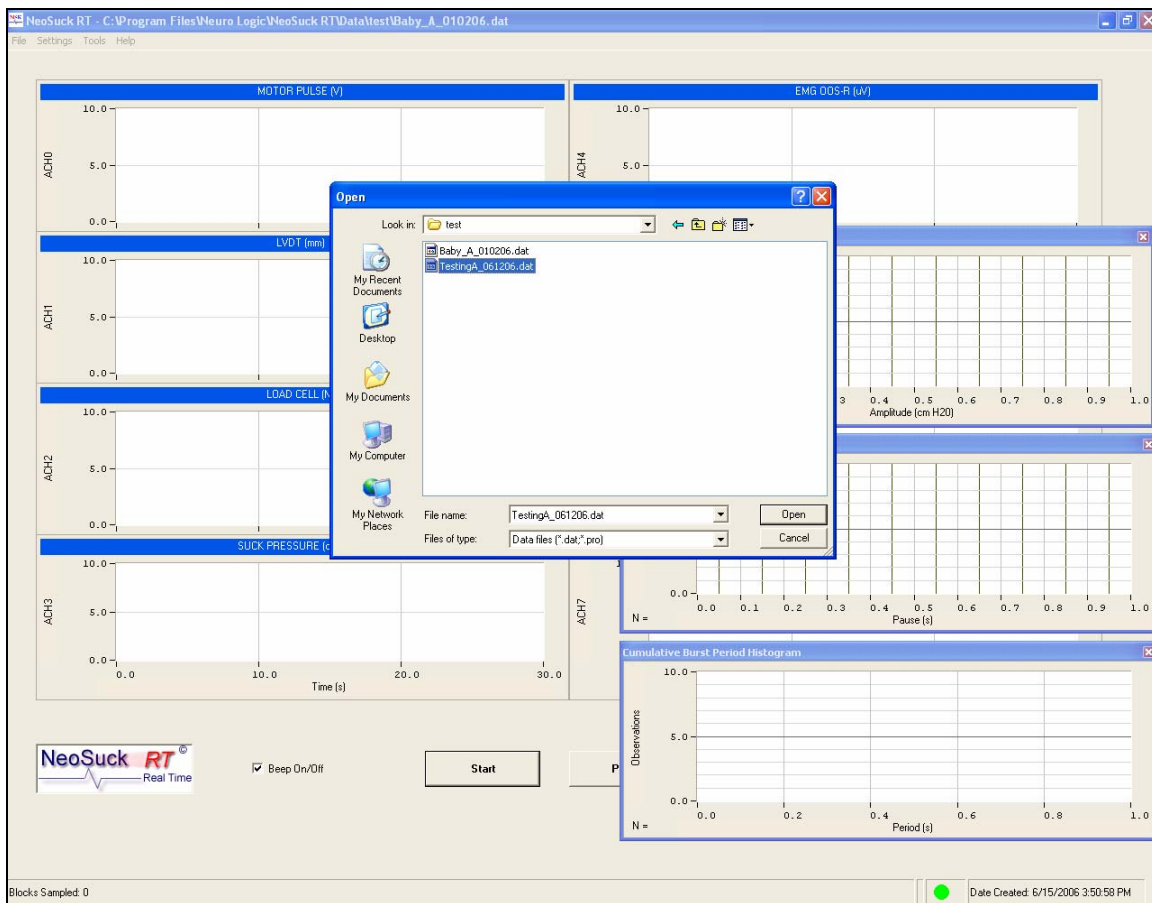 NeoSuck RT - C:\Program Files\Neuro Logic\NeoSuck RT\Data\test\Baby_A_010206.dat
File Settings Tools Help
MOTOR PULSE (V)
10.0
5.0
0.0
ACH0
EMG OOS-R (uV)
10.0
5.0
ACH4
LVDT (mm)
10.0
5.0
0.0
ACH1
LOAD CELL (N
10.0
5.0
0.0
ACH2
SUCK PRESSURE (c
10.0
5.0
0.0
ACH3
0.0 10.0 20.0 30.0
Time (s)
ACH7
Open
Look in: test
My Recent Documents
Desktop
My Documents
My Computer
My Network Places
Baby_A_010206.dat
TestingA_061206.dat
File name: TestingA_061206.dat
Files of type: Data files (*.dat;*.pro)
Open
Cancel
3 0.4 0.5 0.6 0.7 0.8 0.9 1.0
Amplitude (cm H20)
0.0
0.0 0.1 0.2 0.3 0.4 0.5 0.6 0.7 0.8 0.9 1.0
N =
Pause (s)
Cumulative Burst Period Histogram
10.0
5.0
0.0
Observations
0.0 0.2 0.4 0.6 0.8 1.0
N =
Period (s)
NeoSuck RT ©
Real Time
Beep On/Off
Start
P
Blocks Sampled: 0
Date Created: 6/15/2006 3:50:58 PM